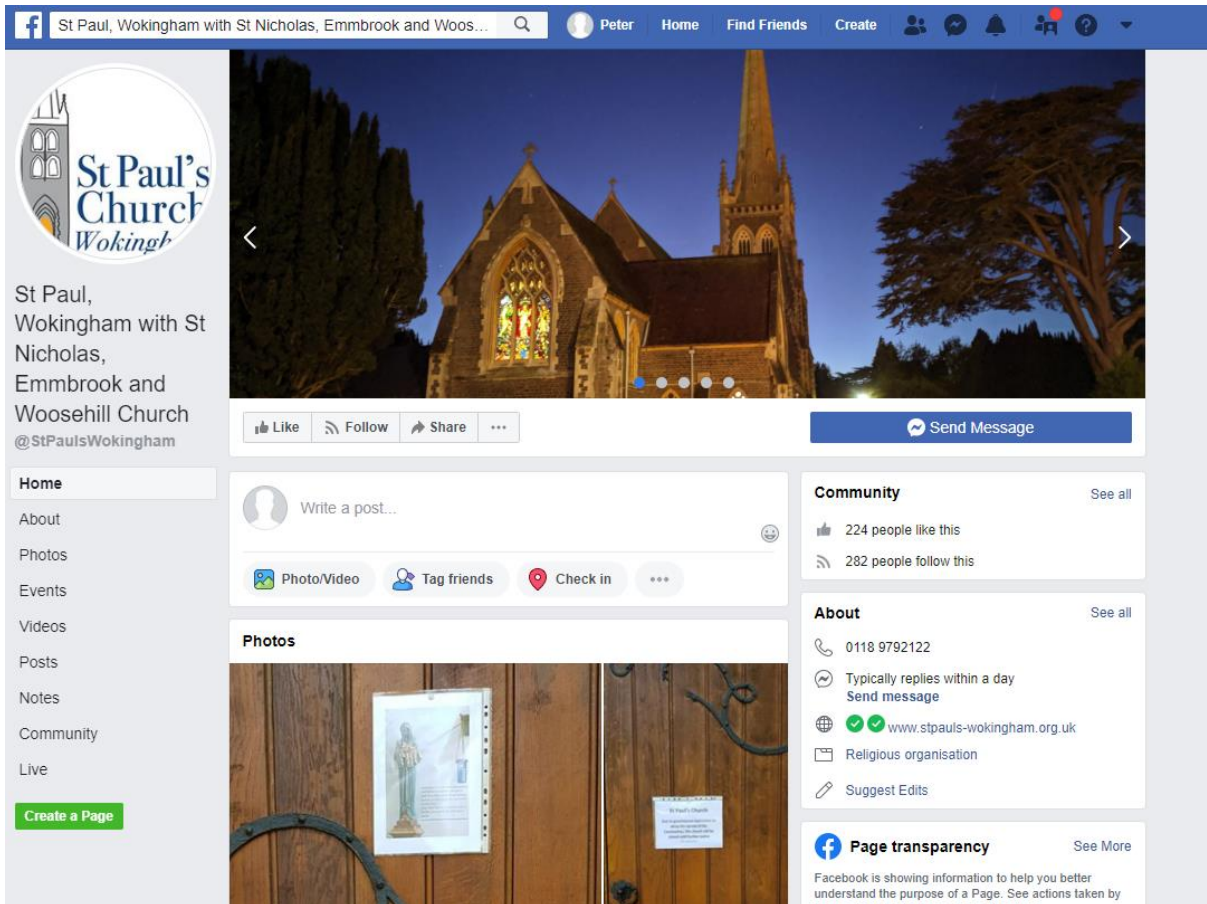 St Paul, Wokingham with St Nicholas, Emmbrook and Woos...
Peter
Home
Find Friends
Create
St Paul's
Church
Wokingh
St Paul,
Wokingham with St
Nicholas,
Emmbrook and
Woosehill Church
@StPaulsWokingham
Home
About
Photos
Events
Videos
Posts
Notes
Community
Live
Create a Page
Like
Follow
Share
Send Message
Write a post...
Photo/Video
Tag friends
Check in
Photos
St Paul's Church
Community
See all
224 people like this
282 people follow this
About
See all
0118 9792122
Typically replies within a day
Send message
www.stpauls-wokingham.org.uk
Religious organisation
Suggest Edits
Page transparency
See More
Facebook is showing information to help you better
understand the purpose of a Page. See actions taken by